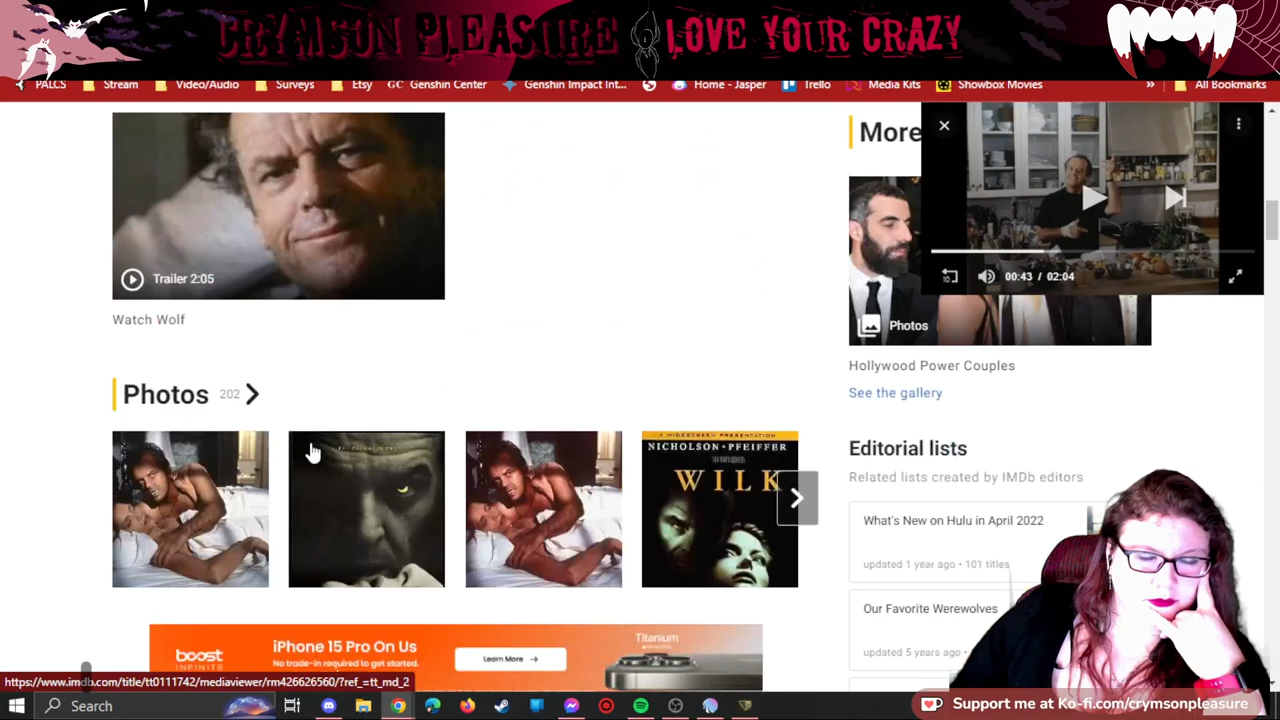 CRYMSON PLEASURE LOVE YOUR CRAZY
PALCS Stream Video/Audio Surveys Etsy GC Genshin Center Genshin Impact Int... Home - Jasper Trello Media Kits Showbox Movies » All Bookmarks
Trailer 2:05
Watch Wolf
More
10 00:43 / 02:04
Photos
Hollywood Power Couples
See the gallery
Photos 202
A WIDESCREEN PRESENTATION
NICHOLSON • PFEIFFER
WILK
Editorial lists
Related lists created by IMDb editors
What's New on Hulu in April 2022
updated 1 year ago • 101 titles
Our Favorite Werewolves
updated 5 years ago •
boost
INFINITE
iPhone 15 Pro On Us
No trade-in required to get started.
Learn More →
Titanium
https://www.imdb.com/title/tt0111742/mediaviewer/rm426626560/?ref_=tt_md_2
Search
Support me at Ko-fi.com/crymsonpleasure